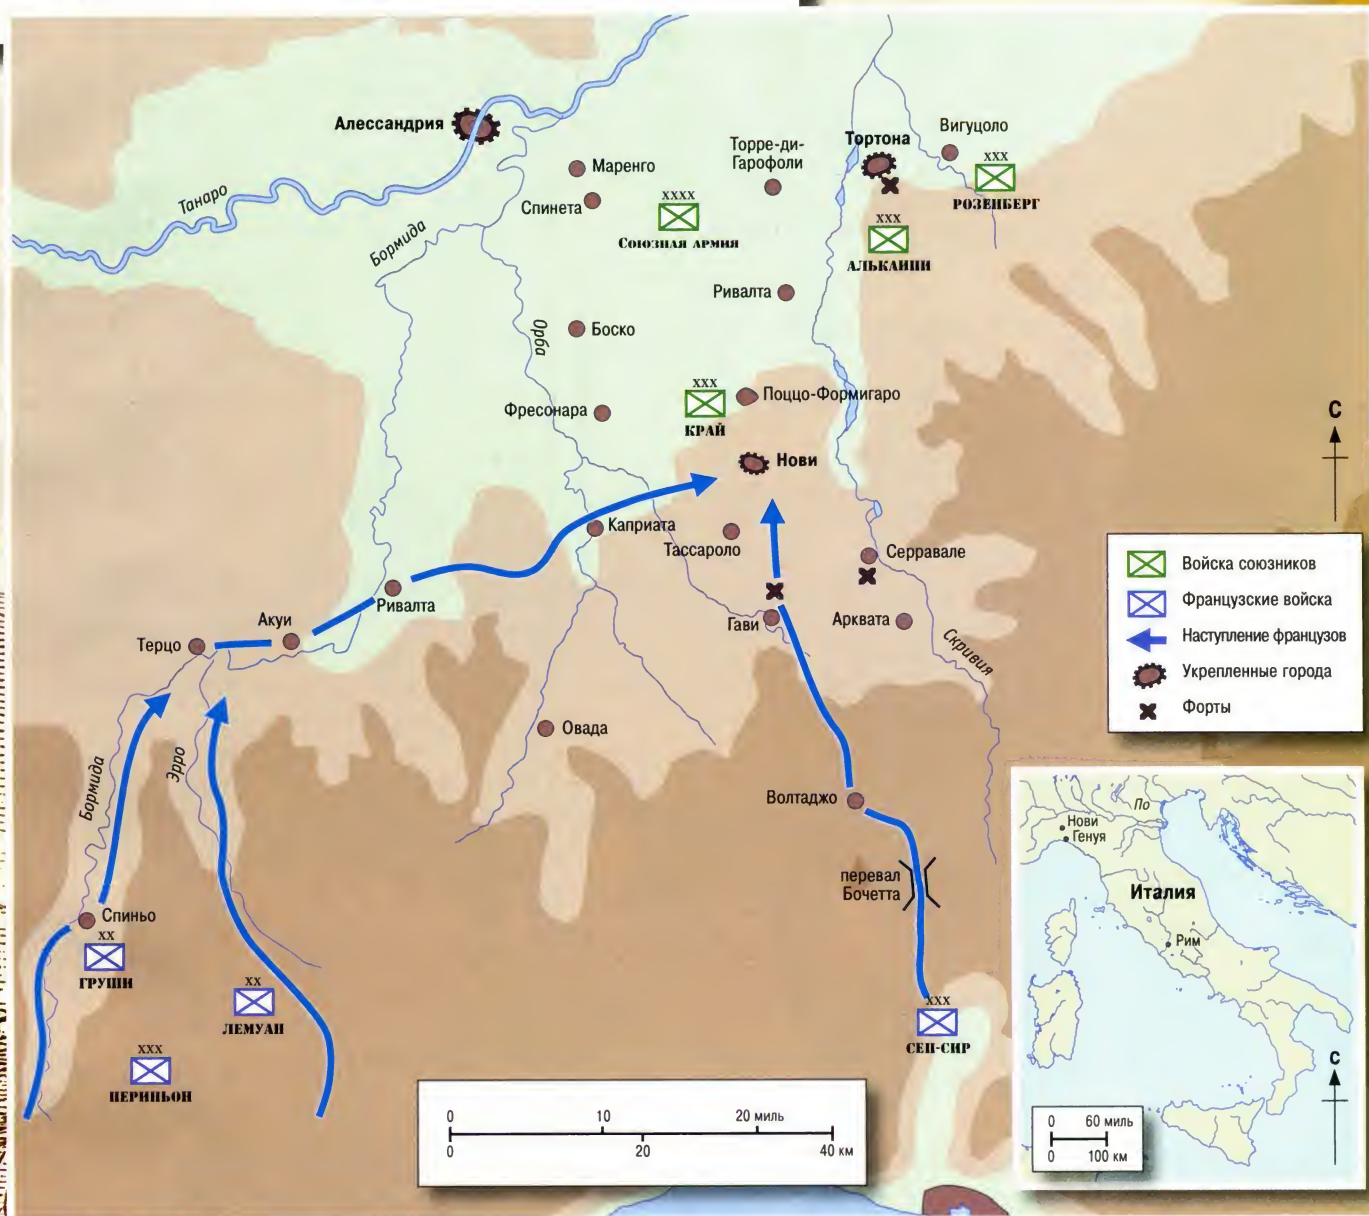 Алессандрия
Танаро
Маренго
Спинета
Бормида
XXXX
Союзная армия
Торре-ди-
Гарофоли
Тортона
Вигуцоло
XXX
РОЗЕНБЕРГ
XXX
АЛЬКАИНИ
Ривалта
Боско
Орба
XXX
КРАЙ
Поццо-Формигаро
Фресонара
Нови
Каприата
Тассароло
Серравале
Ривалта
Акуи
Терцо
Гави
Арквата
Скривия
Овада
Бормида
Эрро
Волтаджо
перевал
Бочетта
Спиньо
XX
ГРУШИ
XX
ЛЕМУАН
XXX
ПЕРИНЬОН
XXX
СЕН-СИР
С
Войска союзников
Французские войска
Наступление французов
Укрепленные города
Форты
0 10 20 миль
0 20 40 км
По
Нови
Генуя
Италия
Рим
С
0 60 миль
0 100 км